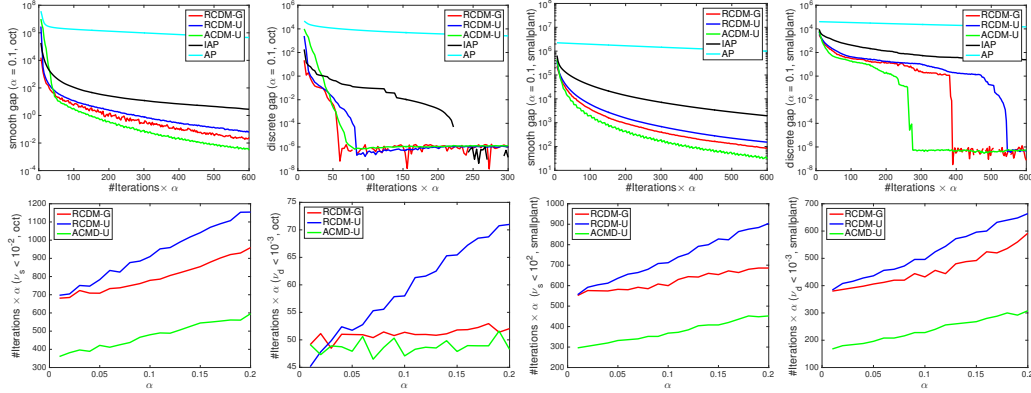 smooth gap (α = 0.1, oct)
10^8
10^6
10^4
10^2
10^0
10^-2
10^-4
0 100 200 300 400 500 600
#Iterations × α
RCDM-G
RCDM-U
ACDM-U
IAP
AP
discrete gap (α = 0.1, oct)
10^6
10^4
10^2
10^0
10^-2
10^-4
10^-6
10^-8
0 50 100 150 200 250 300
#Iterations × α
RCDM-G
RCDM-U
ACDM-U
IAP
AP
smooth gap (α = 0.1, smallplant)
10^8
10^7
10^6
10^5
10^4
10^3
10^2
10^1
0 100 200 300 400 500 600
#Iterations × α
RCDM-G
RCDM-U
ACDM-U
IAP
AP
discrete gap (α = 0.1, smallplant)
10^6
10^4
10^2
10^0
10^-2
10^-4
10^-6
10^-8
0 100 200 300 400 500 600
#Iterations × α
RCDM-G
RCDM-U
ACDM-U
IAP
AP
#Iterations × α (ν_s < 10^-2, oct)
1200
1100
1000
900
800
700
600
500
400
300
0 0.05 0.1 0.15 0.2
α
RCDM-G
RCDM-U
ACMD-U
#Iterations × α (ν_d < 10^-3, oct)
75
70
65
60
55
50
45
0 0.05 0.1 0.15 0.2
α
RCDM-G
RCDM-U
ACMD-U
#Iterations × α (ν_s < 10^2, smallplant)
1000
900
800
700
600
500
400
300
200
0 0.05 0.1 0.15 0.2
α
RCDM-G
RCDM-U
ACMD-U
#Iterations × α (ν_d < 10^-3, smallplant)
700
600
500
400
300
200
100
0 0.05 0.1 0.15 0.2
α
RCDM-G
RCDM-U
ACMD-U